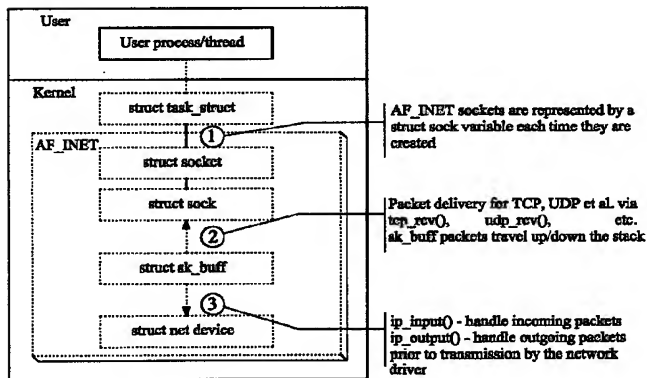 User
User process/thread
Kernel
struct task_struct
1
AF_INET
struct socket
struct sock
2
struct ak_buff
3
struct net device
AF_INET sockets are represented by a
struct sock variable each time they are
created
Packet delivery for TCP, UDP et al. via
tcp_rcv(), udp_rcv(), etc.
ak_buff packets travel up/down the stack
ip_input() - handle incoming packets
ip_output() - handle outgoing packets
prior to transmission by the network
driver